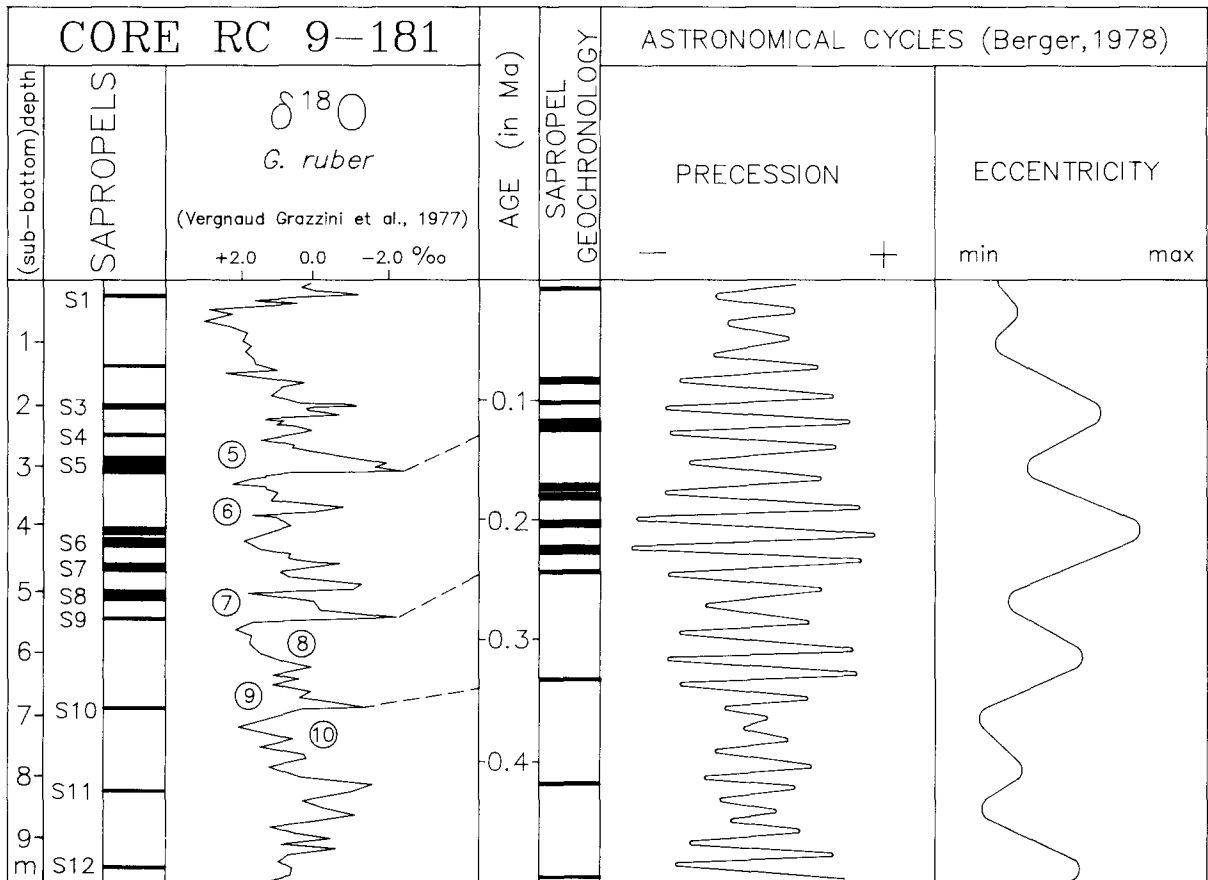 CORE RC 9-181
(sub-bottom)depth
SAPROPELS
δ18O
G. ruber
(Vergnaud Grazzini et al., 1977)
+2.0 0.0 -2.0 ‰
AGE (in Ma)
SAPROPEL
GEOCHRONOLOGY
ASTRONOMICAL CYCLES (Berger,1978)
PRECESSION
− +
ECCENTRICITY
min max
1
2
3
4
5
6
7
8
9
m
S1
S3
S4
S5
S6
S7
S8
S9
S10
S11
S12
5
6
7
8
9
10
0.1
0.2
0.3
0.4